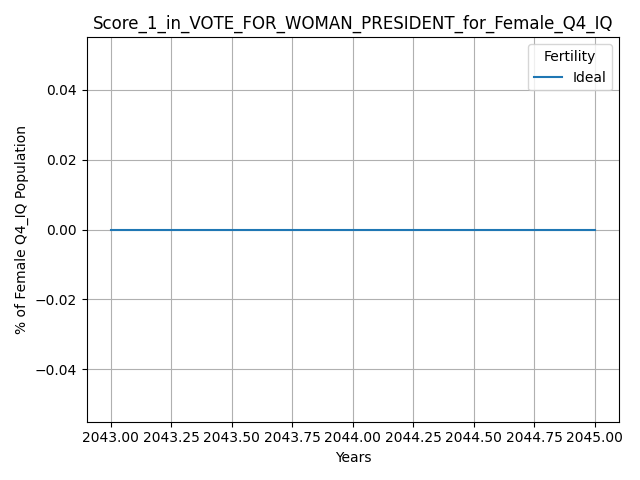 Score_1_in_VOTE_FOR_WOMAN_PRESIDENT_for_Female_Q4_IQ
Fertility
Ideal
0.04
0.02
0.00
−0.02
−0.04
% of Female Q4_IQ Population
2043.00 2043.25 2043.50 2043.75 2044.00 2044.25 2044.50 2044.75 2045.00
Years